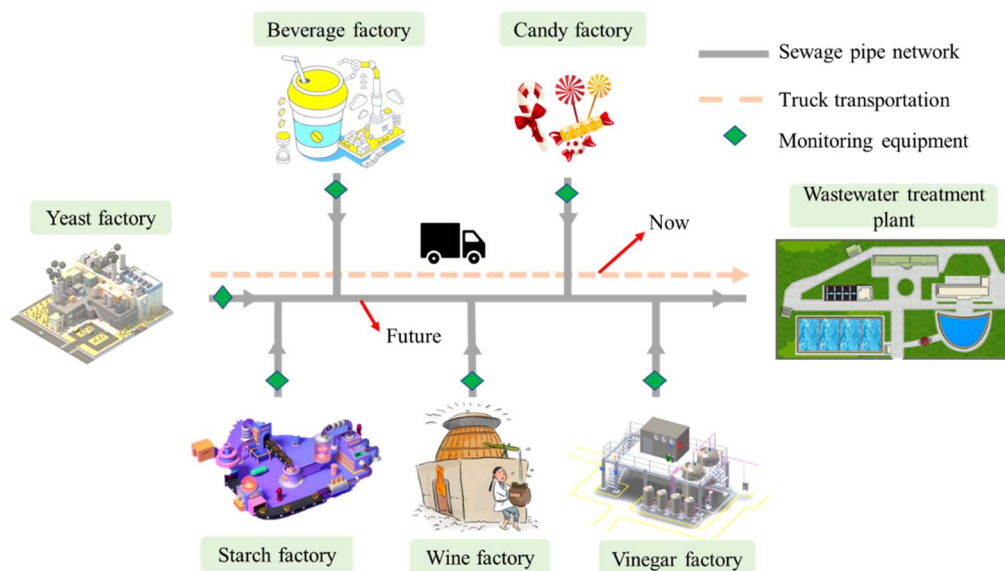 Beverage factory
Candy factory
Sewage pipe network
Truck transportation
Monitoring equipment
Yeast factory
Wastewater treatment
plant
Now
Future
Starch factory
Wine factory
Vinegar factory